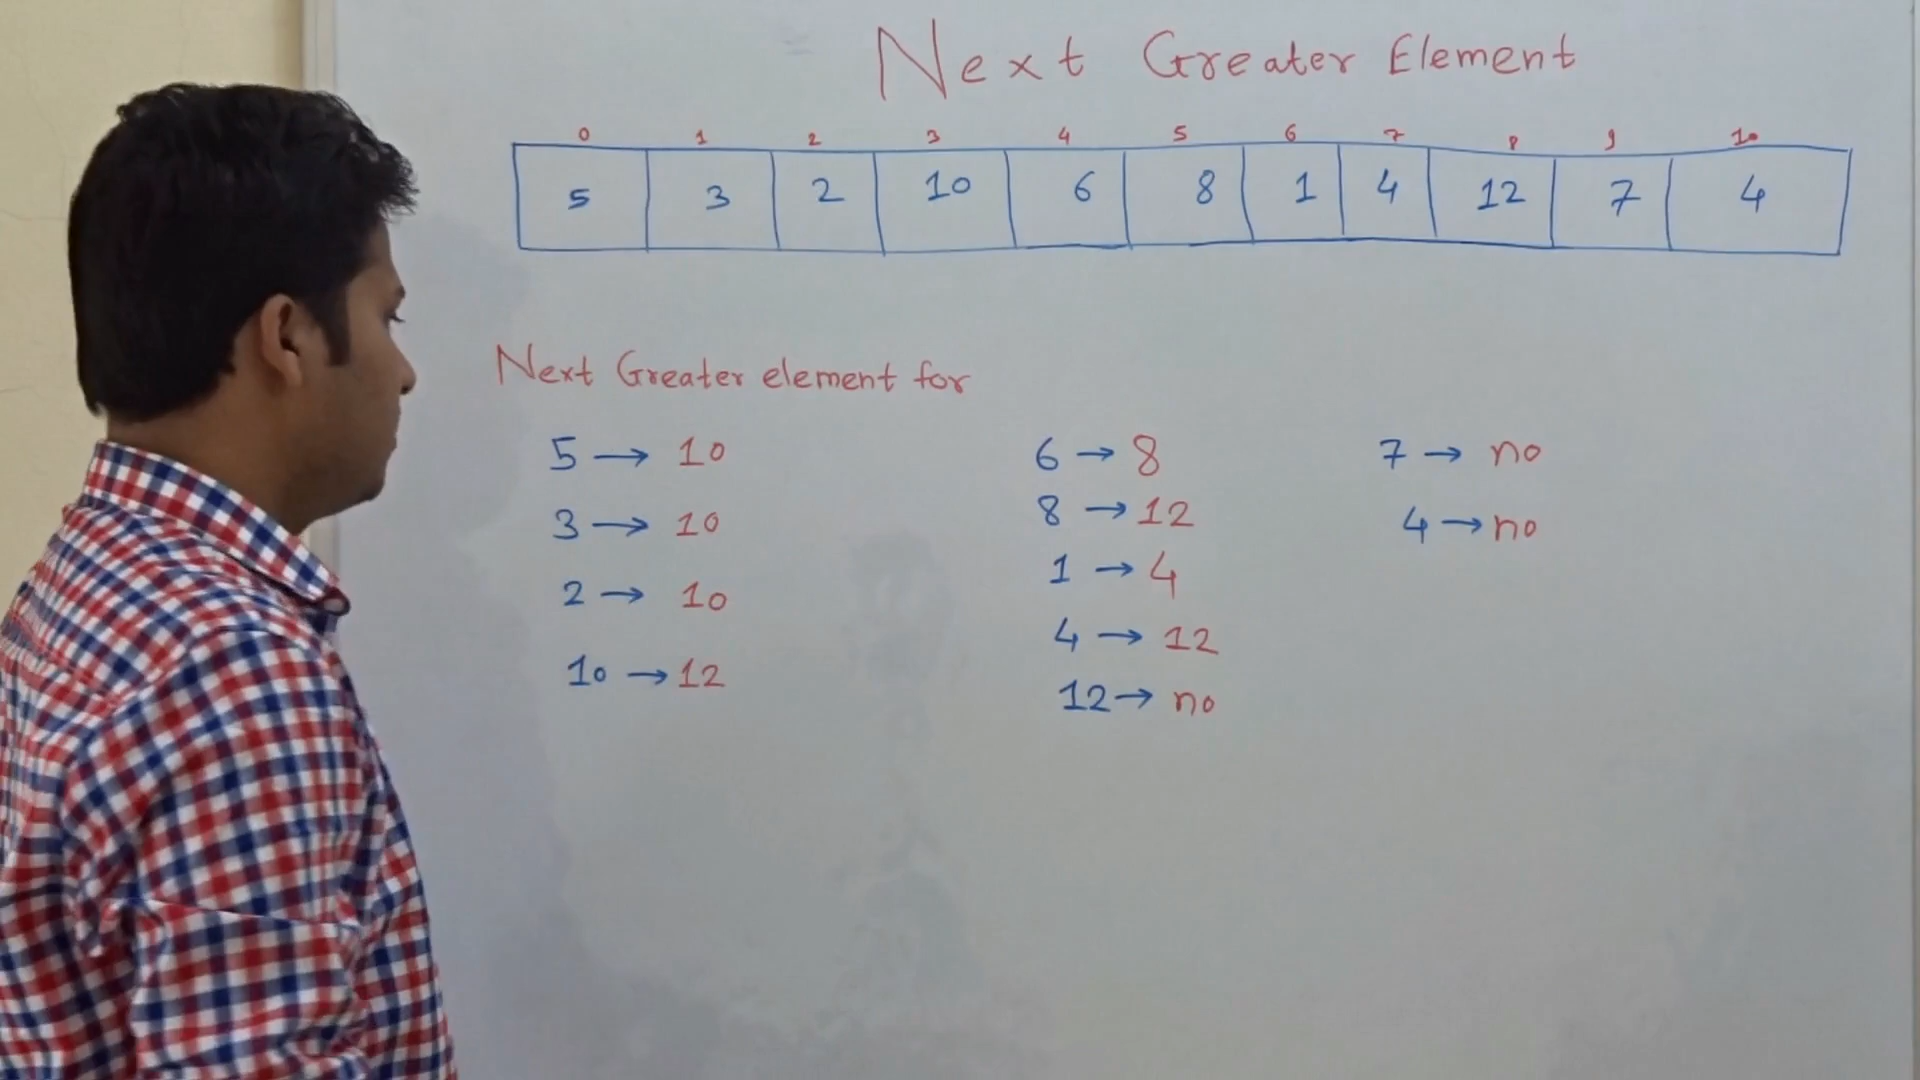 Next Greater Element
0 1 2 3 4 5 6 7 8 9 10
5 3 2 10 6 8 1 4 12 7 4
Next Greater element for
5 → 10
3 → 10
2 → 10
10 → 12
6 → 8
8 → 12
1 → 4
4 → 12
12 → no
7 → no
4 → no